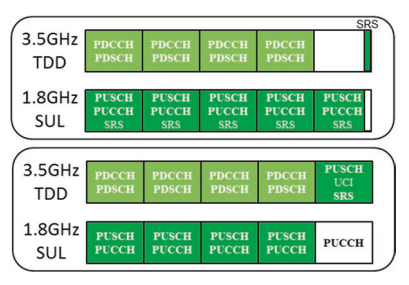 SRS
3.5GHz
TDD
PDCCH PDCCH PDCCH PDCCH
PDSCH PDSCH PDSCH PDSCH
1.8GHz
SUL
PUSCH PUSCH PUSCH PUSCH PUSCH
PUCCH PUCCH PUCCH PUCCH PUCCH
SRS SRS SRS SRS SRS
3.5GHz
TDD
PDCCH PDCCH PDCCH PDCCH PUSCH
PDSCH PDSCH PDSCH PDSCH UCI
SRS
1.8GHz
SUL
PUSCH PUSCH PUSCH PUSCH PUCCH
PUCCH PUCCH PUCCH PUCCH